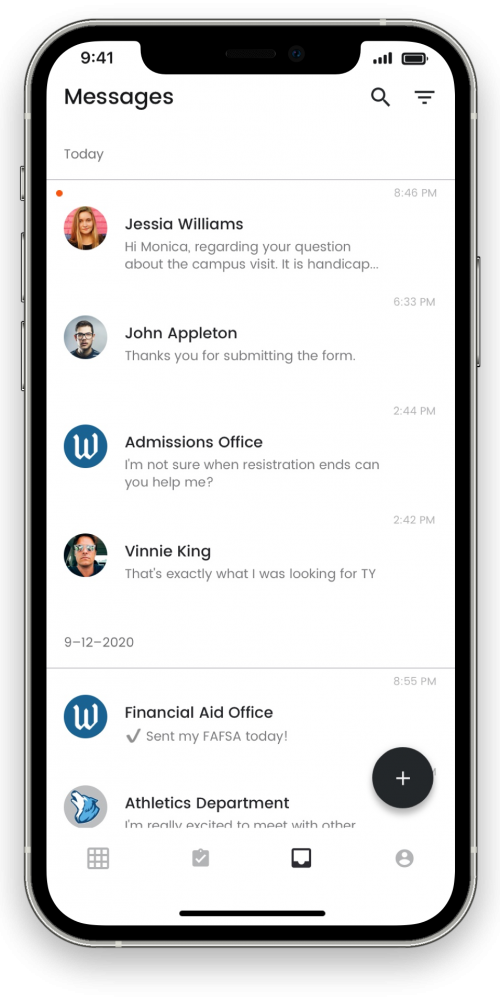 9:41
Messages
Today
8:46 PM
Jessia Williams
Hi Monica, regarding your question
about the campus visit. It is handicap...
6:33 PM
John Appleton
Thanks you for submitting the form.
2:44 PM
W
Admissions Office
I'm not sure when resistration ends can
you help me?
2:42 PM
Vinnie King
That's exactly what I was looking for TY
9-12-2020
8:55 PM
W
Financial Aid Office
✓ Sent my FAFSA today!
Athletics Department
I'm really excited to meet with other